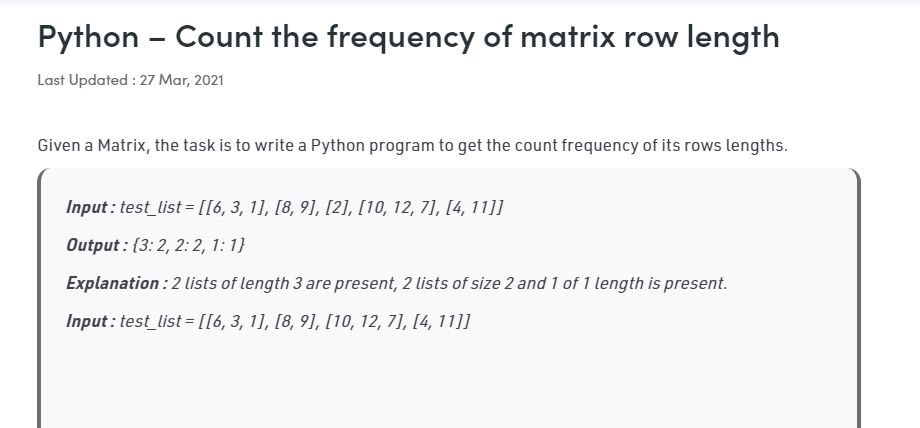 Python – Count the frequency of matrix row length
Last Updated : 27 Mar, 2021
Given a Matrix, the task is to write a Python program to get the count frequency of its rows lengths.
Input : test_list = [[6, 3, 1], [8, 9], [2], [10, 12, 7], [4, 11]]
Output : {3: 2, 2: 2, 1: 1}
Explanation : 2 lists of length 3 are present, 2 lists of size 2 and 1 of 1 length is present.
Input : test_list = [[6, 3, 1], [8, 9], [10, 12, 7], [4, 11]]